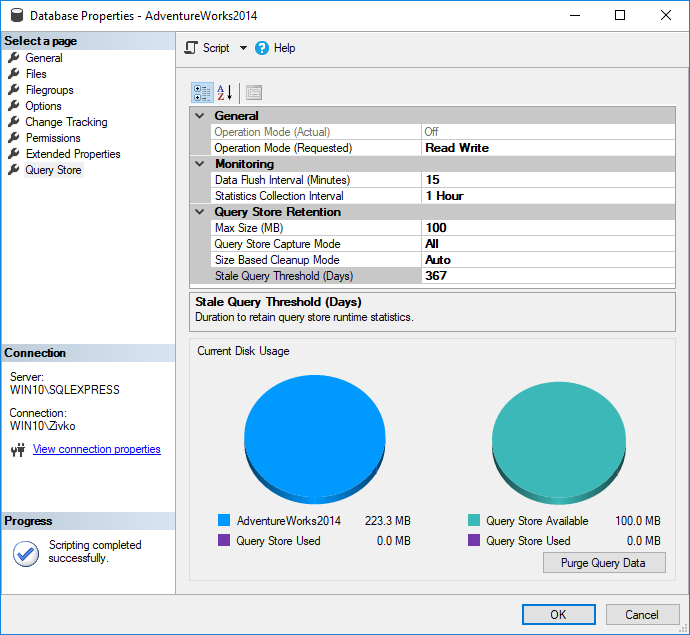 Database Properties - AdventureWorks2014
Select a page
General
Files
Filegroups
Options
Change Tracking
Permissions
Extended Properties
Query Store
Connection
Server:
WIN10\SQLEXPRESS
Connection:
WIN10\Zivko
View connection properties
Progress
Scripting completed
successfully.
Script
Help
General
Operation Mode (Actual) Off
Operation Mode (Requested) Read Write
Monitoring
Data Flush Interval (Minutes) 15
Statistics Collection Interval 1 Hour
Query Store Retention
Max Size (MB) 100
Query Store Capture Mode All
Size Based Cleanup Mode Auto
Stale Query Threshold (Days) 367
Stale Query Threshold (Days)
Duration to retain query store runtime statistics.
Current Disk Usage
AdventureWorks2014 223.3 MB
Query Store Used 0.0 MB
Query Store Available 100.0 MB
Query Store Used 0.0 MB
Purge Query Data
OK
Cancel